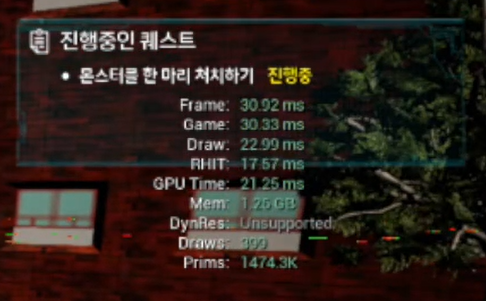 진행중인 퀘스트
• 몬스터를 한 마리 처치하기 진행중
Frame: 30.92 ms
Game: 30.33 ms
Draw: 22.99 ms
RHIT: 17.57 ms
GPU Time: 21.25 ms
Mem: 1.26 GB
DynRes: Unsupported
Draws: 399
Prims: 1474.3K